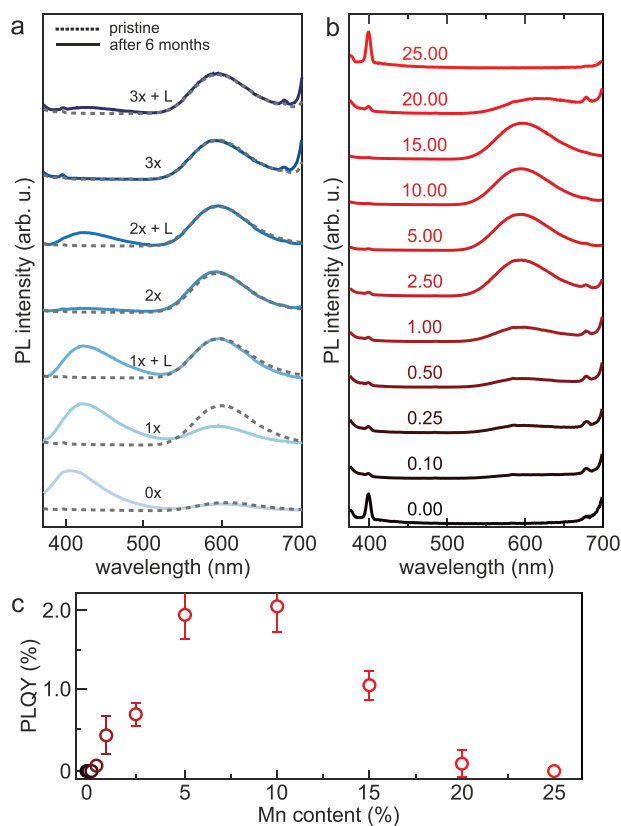 a
pristine
after 6 months
3x + L
3x
2x + L
2x
1x + L
1x
0x
PL intensity (arb. u.)
400 500 600 700
wavelength (nm)
b
25.00
20.00
15.00
10.00
5.00
2.50
1.00
0.50
0.25
0.10
0.00
PL intensity (arb. u.)
400 500 600 700
wavelength (nm)
c
2.0
1.0
0
PLQY (%)
0 5 10 15 20 25
Mn content (%)